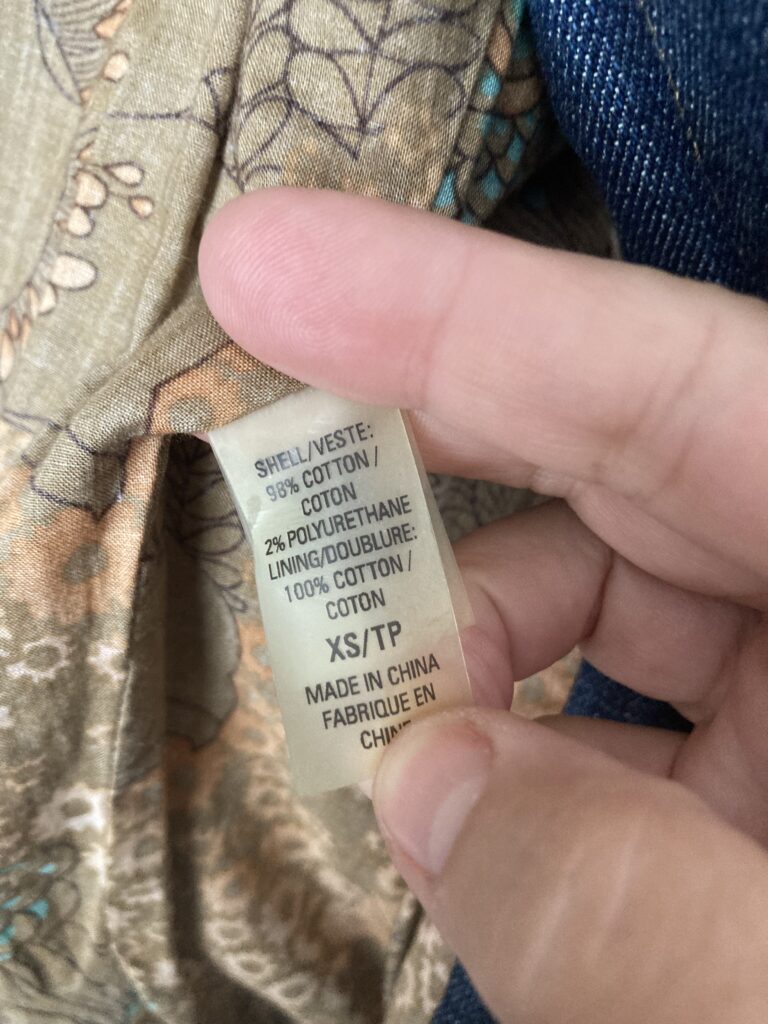 SHELL/VESTE:
98% COTTON /
COTON
2% POLYURETHANE
LINING/DOUBLURE:
100% COTTON /
COTON
XS/TP
MADE IN CHINA
FABRIQUE EN